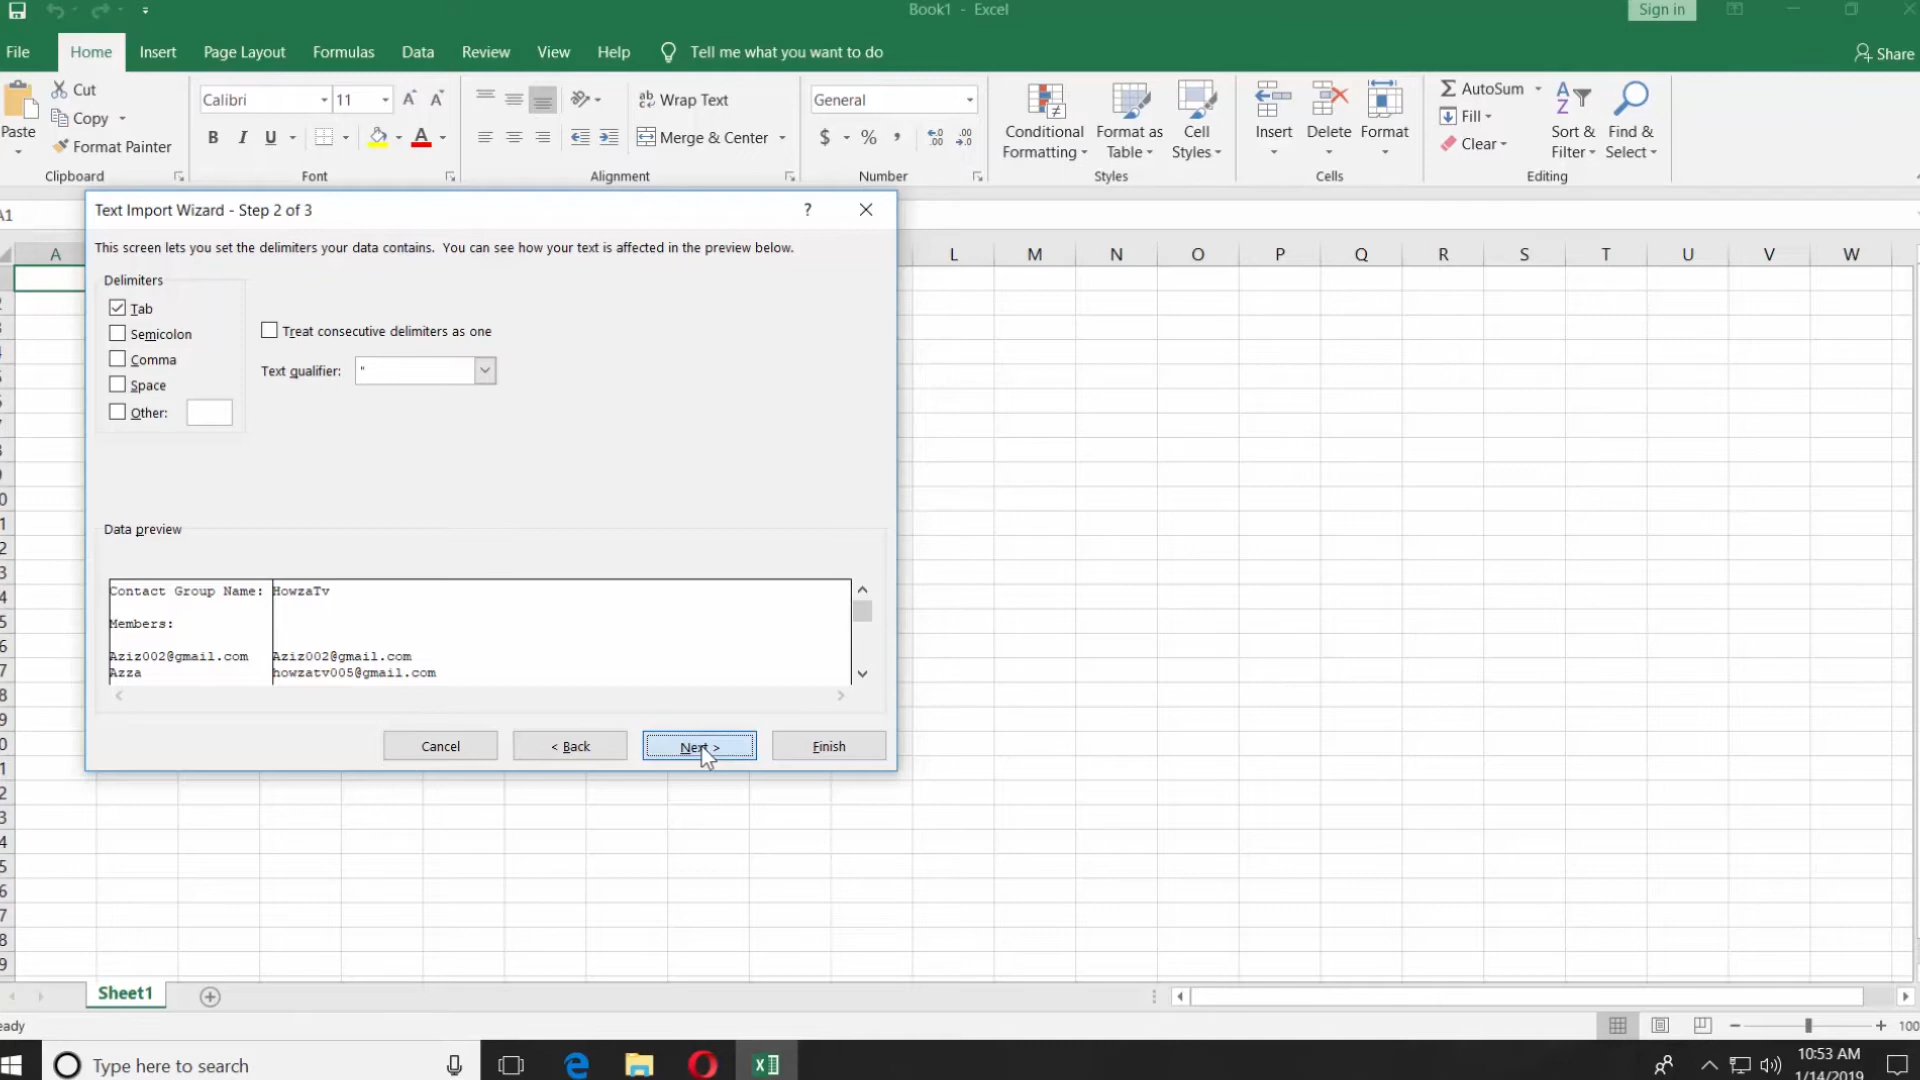 Book1 - Excel
Sign in
File Home Insert Page Layout Formulas Data Review View Help Tell me what you want to do
Share
Cut
Copy
Format Painter
Paste
Clipboard
Calibri 11
B I U A
Font
Wrap Text
Merge & Center
Alignment
General
$ % ,
Number
Conditional Formatting
Format as Table
Cell Styles
Styles
Insert
Delete
Format
Cells
AutoSum
Fill
Clear
Sort & Filter
Find & Select
Editing
A1
A L M N O P Q R S T U V W
Text Import Wizard - Step 2 of 3
?
This screen lets you set the delimiters your data contains. You can see how your text is affected in the preview below.
Delimiters
Tab
Semicolon
Comma
Space
Other:
Treat consecutive delimiters as one
Text qualifier: "
Data preview
Contact Group Name: HowzaTv
Members:
Aziz002@gmail.com Aziz002@gmail.com
Azza howzatv005@gmail.com
Cancel
< Back
Next >
Finish
Sheet1
eady
100
Type here to search
10:53 AM
1/14/2019